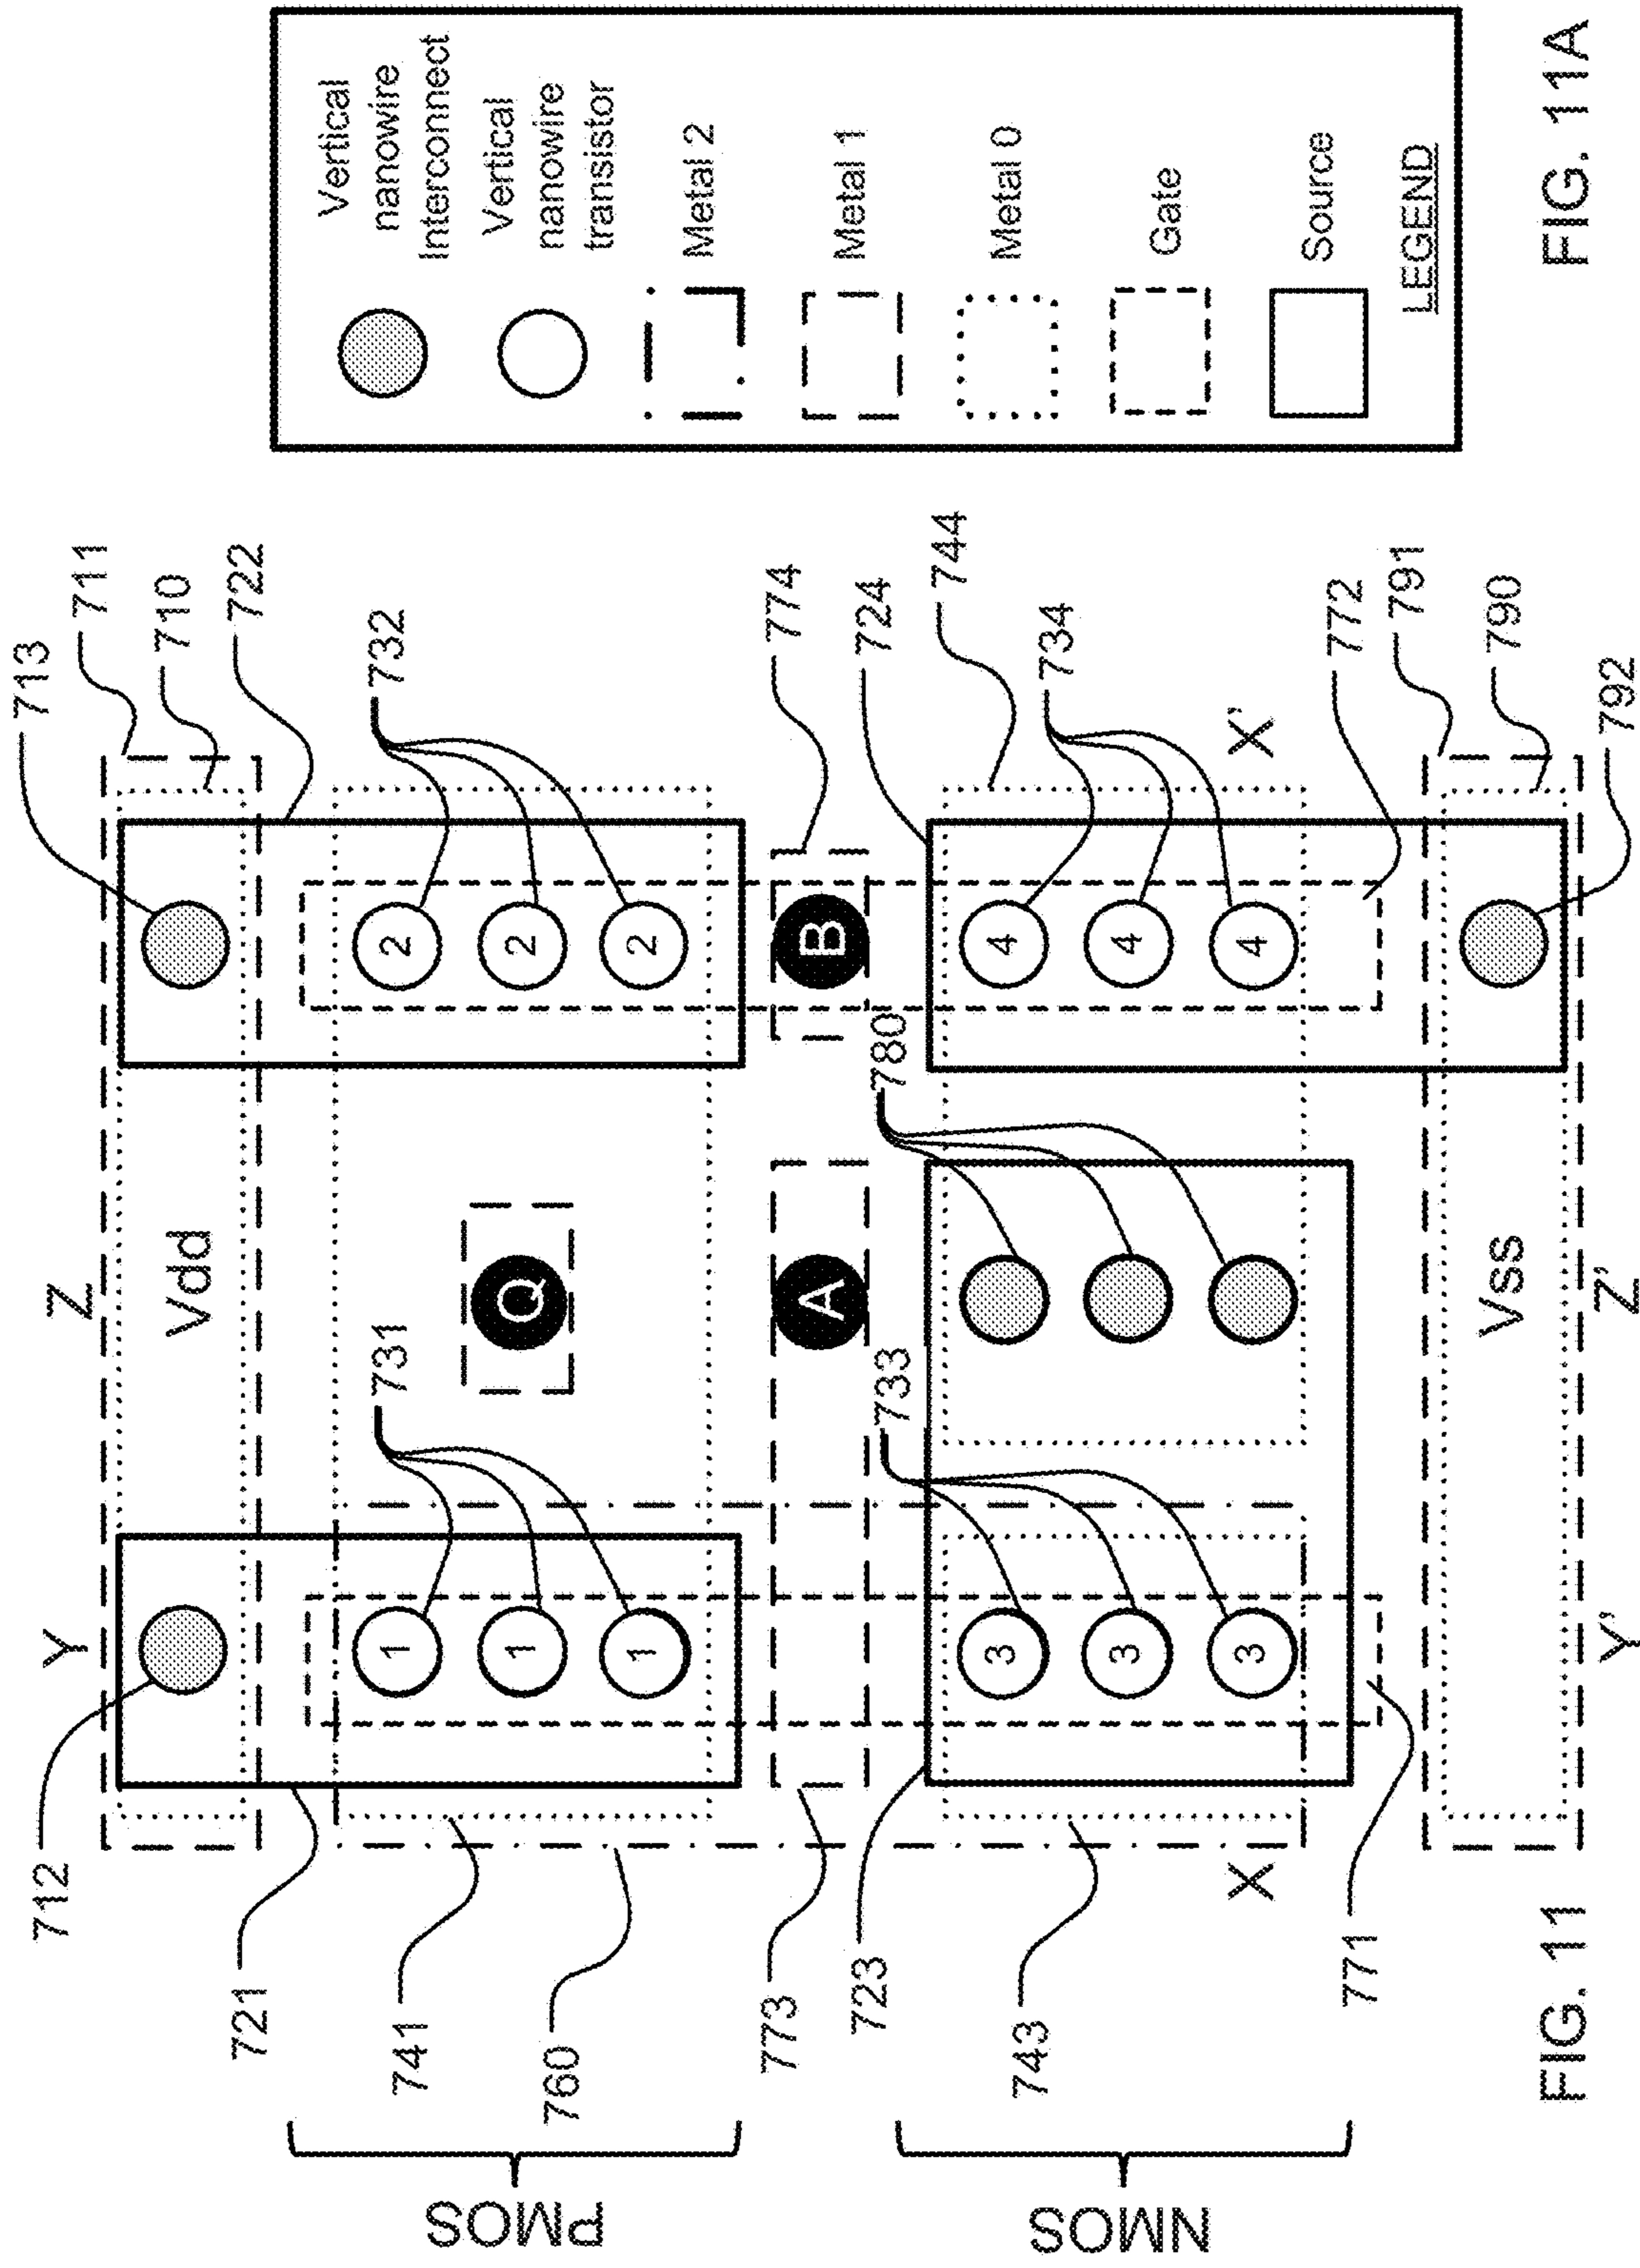 713
712
Y
Z
711
Vdd
710
721
722
PMOS
741
731
732
1
1
1
Q
2
2
2
760
773
A
B
774
NMOS
723
733
780
724
743
744
3
3
3
4
4
4
734
X
X'
771
772
Vss
791
790
792
Y'
Z'
FIG. 11
Vertical
nanowire
Interconnect
Vertical
nanowire
transistor
Metal 2
Metal 1
Metal 0
Gate
Source
LEGEND
FIG. 11A